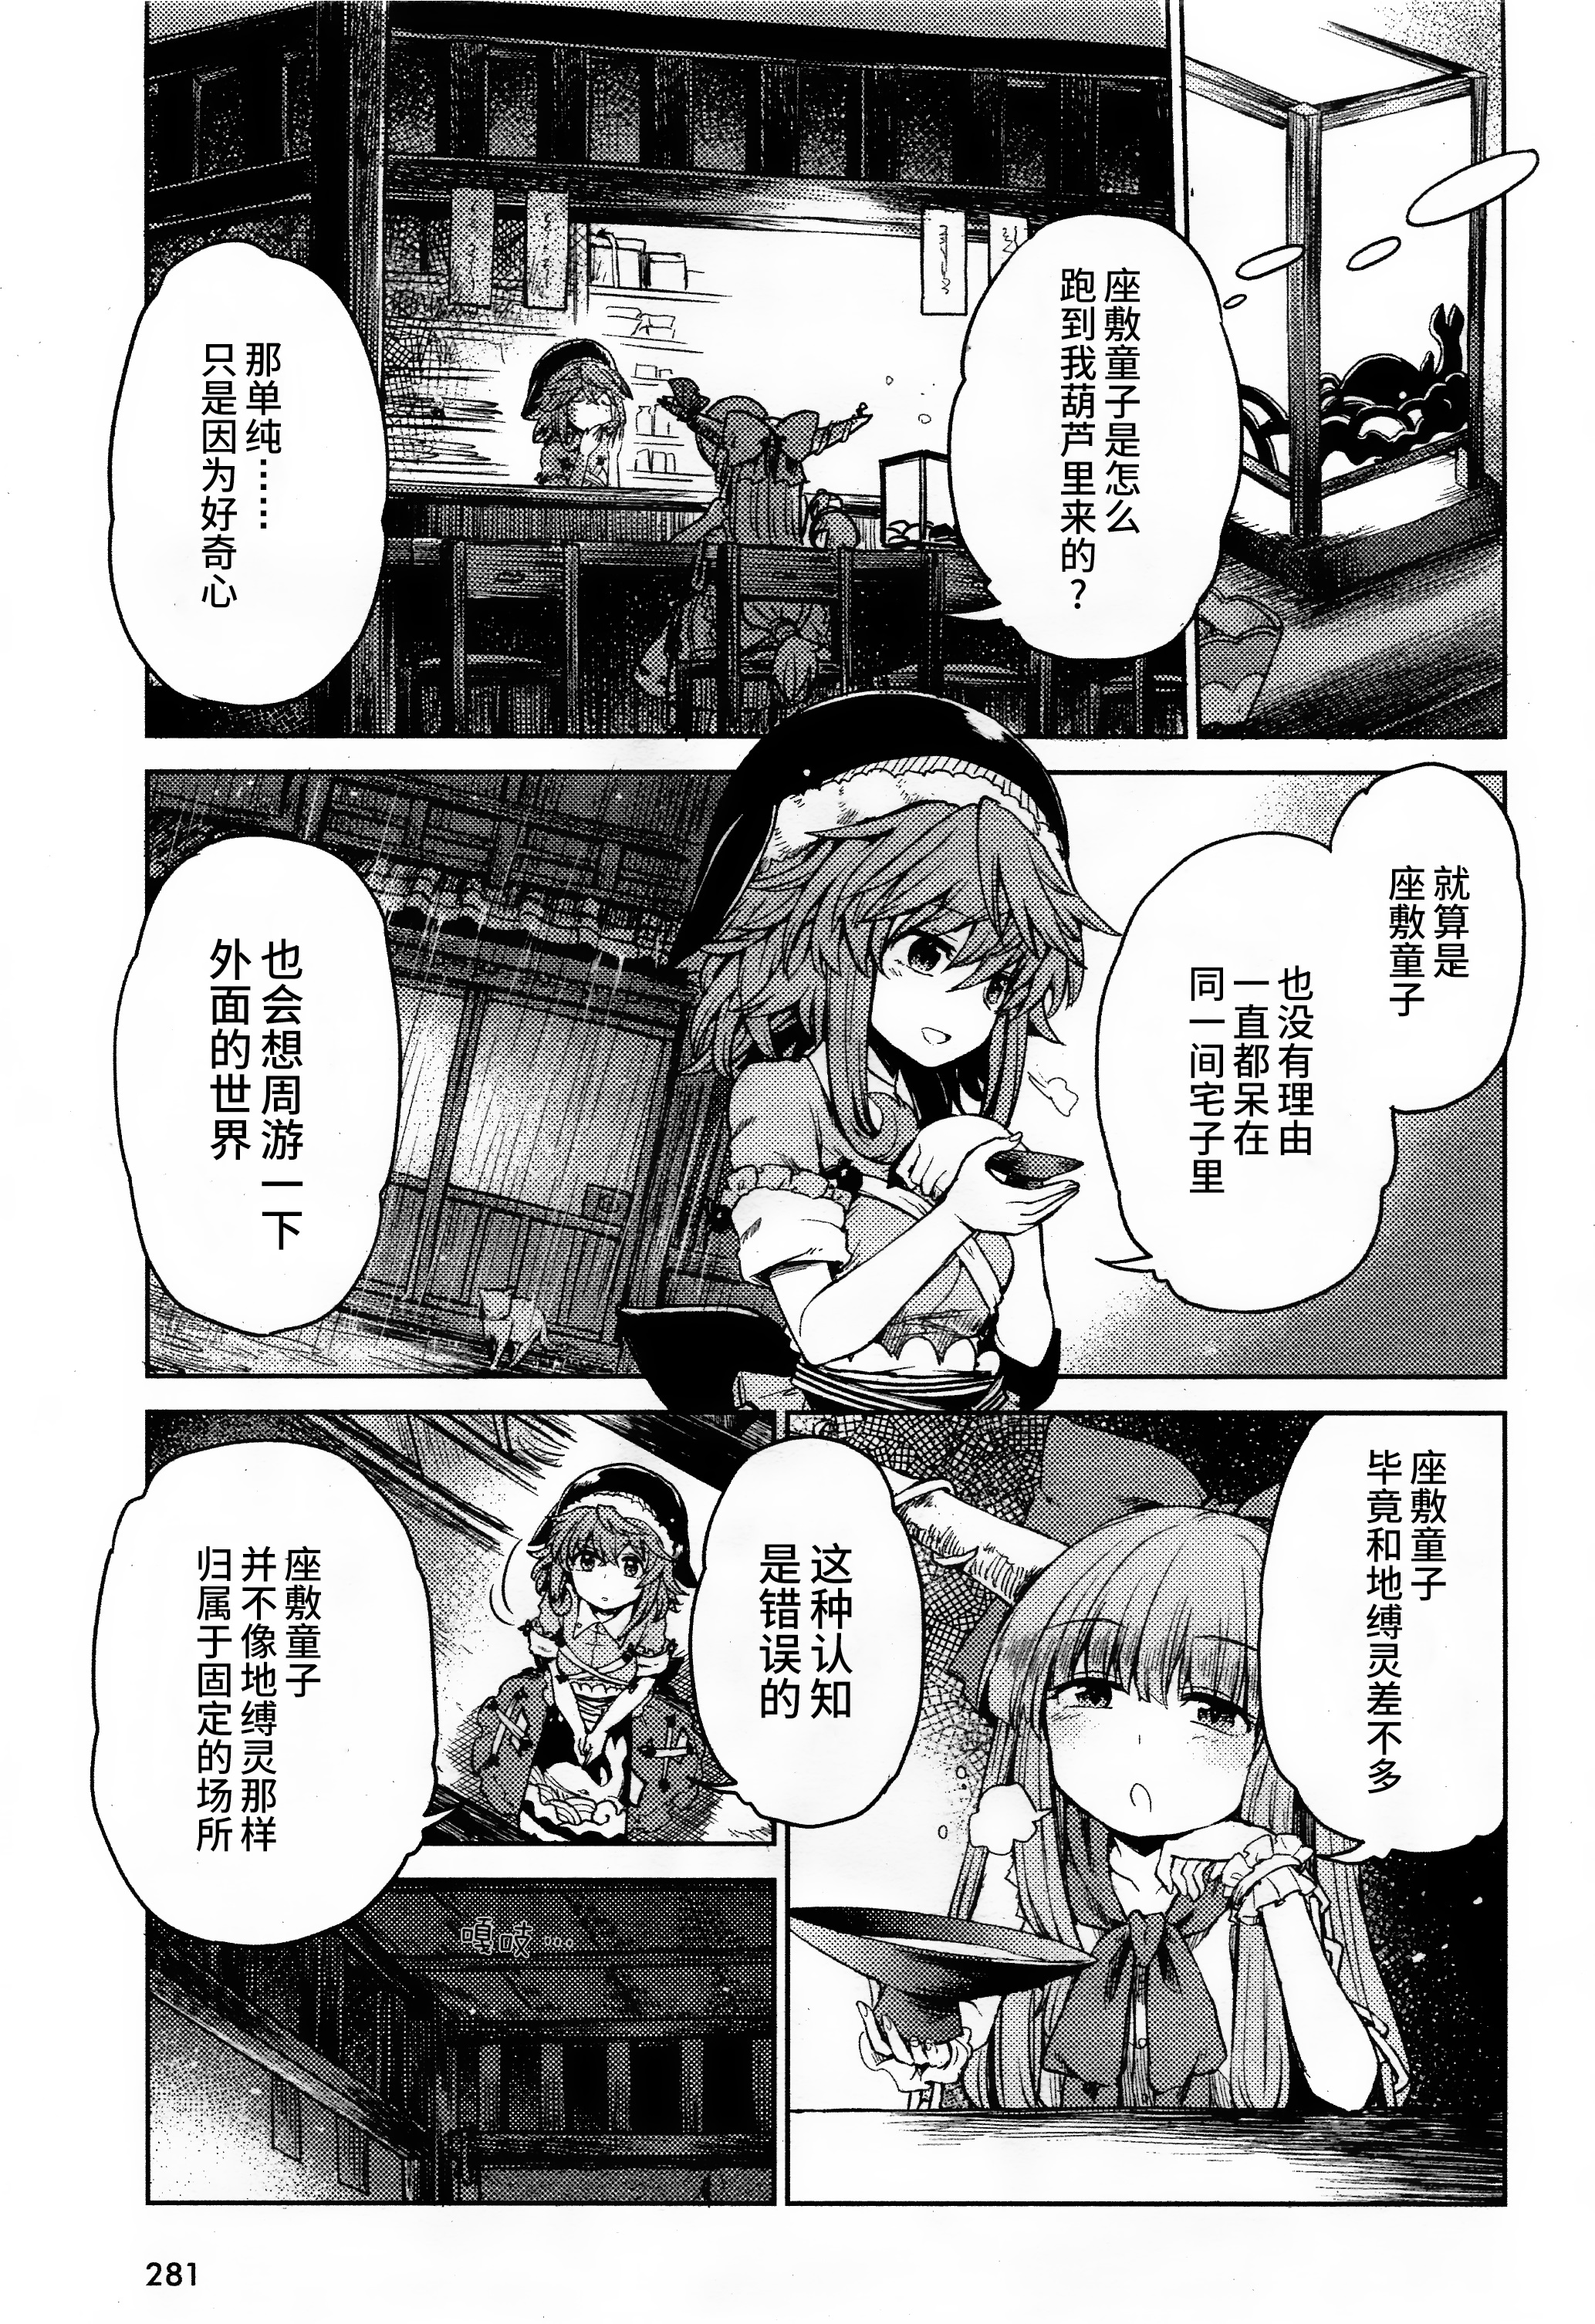 座敷童子是怎么
跑到我葫芦里来的？
那单纯……
只是因为好奇心
就算是
座敷童子
也没有理由
一直都呆在
同一间宅子里
也会想周游一下
外面的世界
座敷童子
毕竟和地缚灵差不多
这种认知
是错误的
座敷童子
并不像地缚灵那样
归属于固定的场所
嘎吱…
281